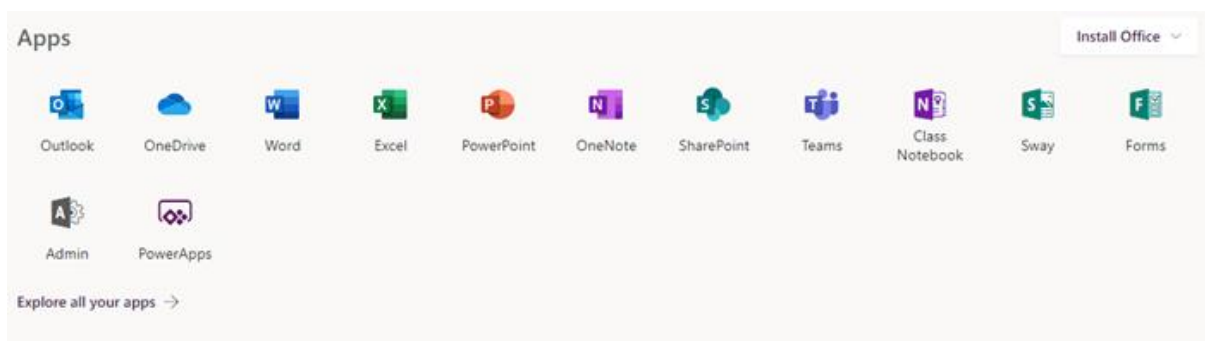 Apps
Install Office
Outlook
OneDrive
Word
Excel
PowerPoint
OneNote
SharePoint
Teams
Class
Notebook
Sway
Forms
Admin
PowerApps
Explore all your apps →